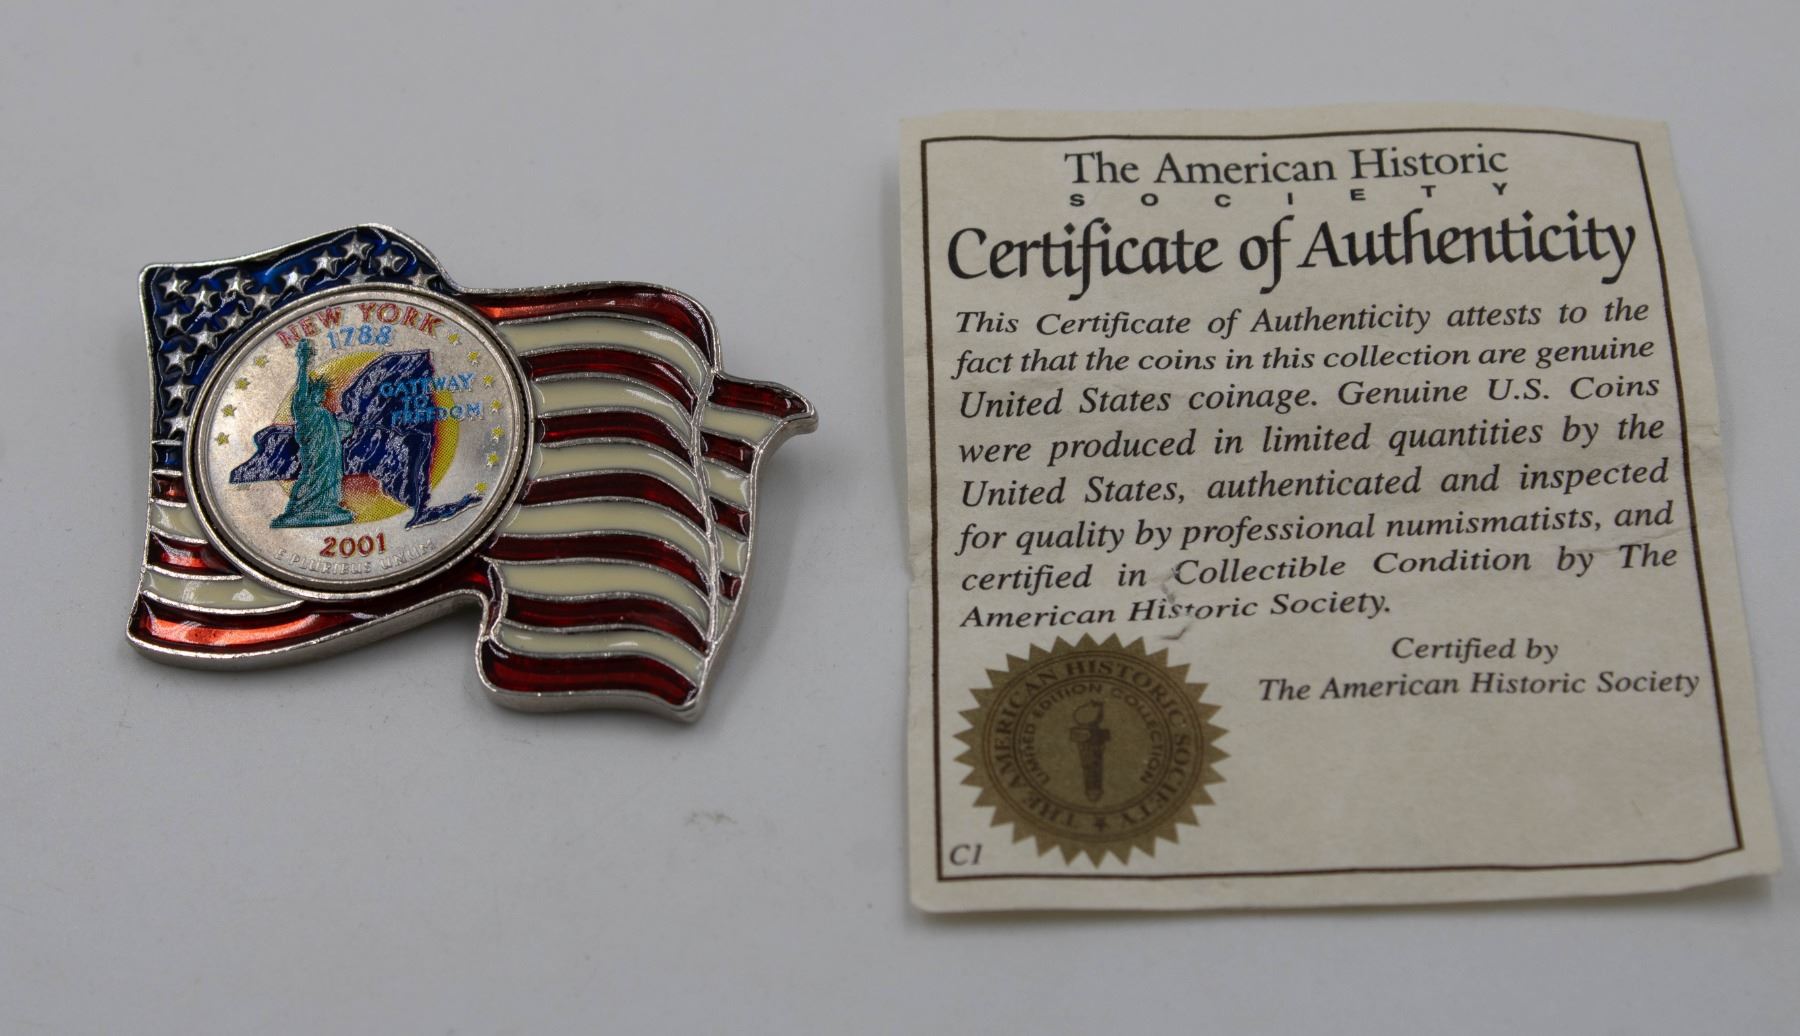 NEW YORK
1788
GATEWAY
TO
FREEDOM
2001
E PLURIBUS UNUM
The American Historic
SOCIETY
Certificate of Authenticity
This Certificate of Authenticity attests to the
fact that the coins in this collection are genuine
United States coinage. Genuine U.S. Coins
were produced in limited quantities by the
United States, authenticated and inspected
for quality by professional numismatists, and
certified in Collectible Condition by The
American Historic Society.
Certified by
The American Historic Society
THE AMERICAN HISTORIC SOCIETY
LIMITED EDITION COLLECTION
C1